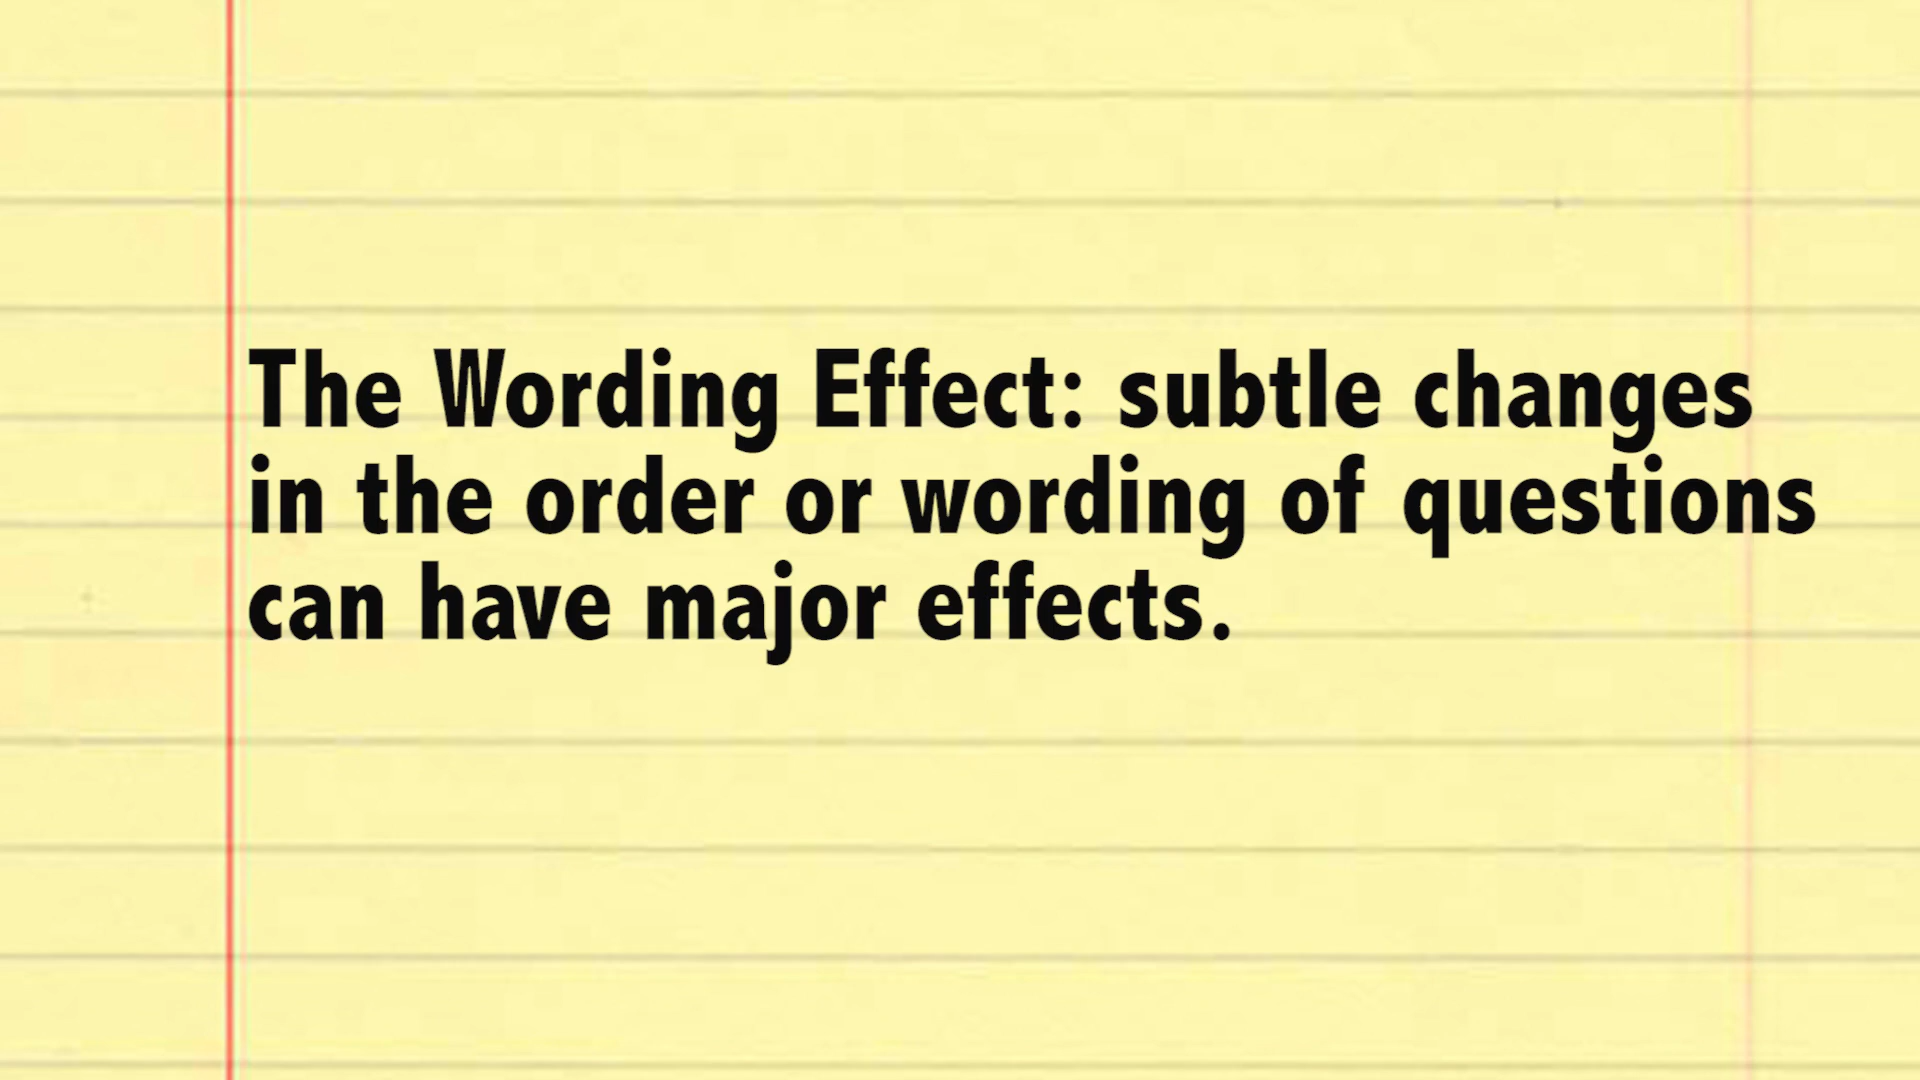 The Wording Effect: subtle changes
in the order or wording of questions
can have major effects.